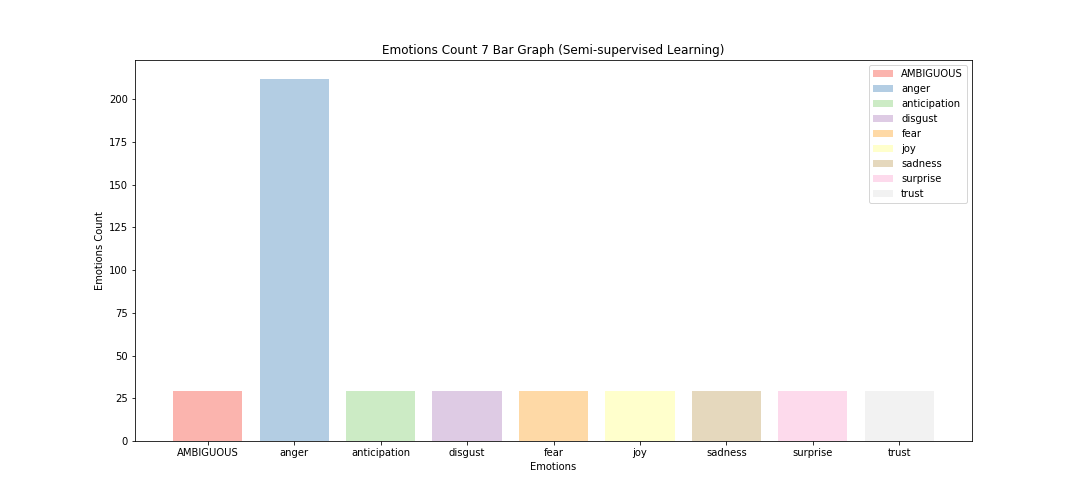 Emotions Count 7 Bar Graph (Semi-supervised Learning)
AMBIGUOUS
anger
anticipation
disgust
fear
joy
sadness
surprise
trust
200
175
150
125
100
75
50
25
0
Emotions Count
AMBIGUOUS anger anticipation disgust fear joy sadness surprise trust
Emotions